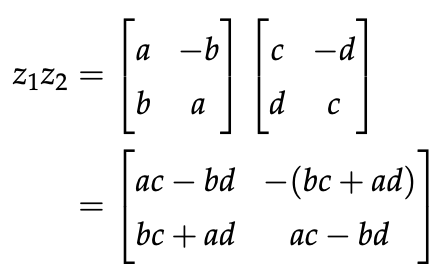 z₁z₂ = [a −b; b a] [c −d; d c]
= [ac − bd −(bc + ad); bc + ad ac − bd]